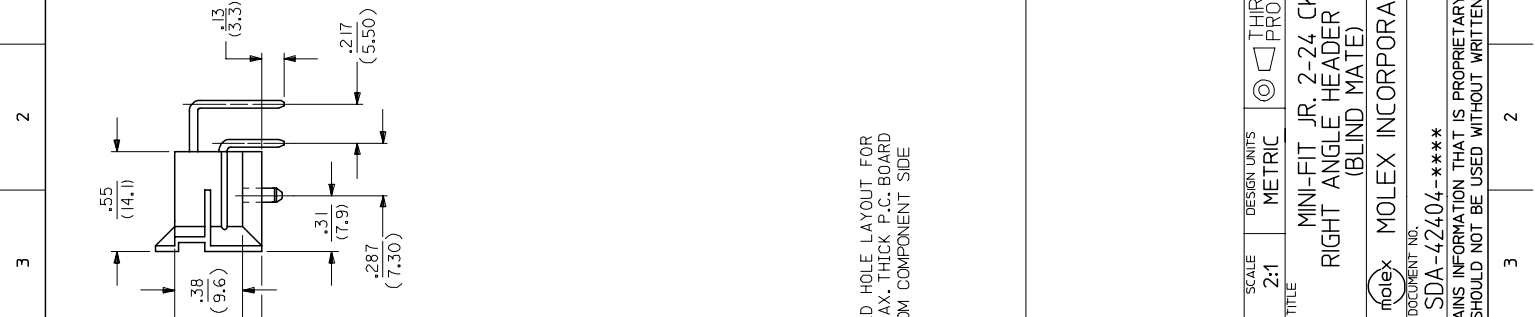 2
3
.13
(3.3)
.217
(5.50)
.55
(14.1)
.31
(7.9)
.287
(7.30)
.38
(9.6)
D HOLE LAYOUT FOR
AX. THICK P.C. BOARD
OM COMPONENT SIDE
THIR
PRO
DESIGN UNITS
METRIC
SCALE
2:1
TITLE
MINI-FIT JR. 2-24 CK
RIGHT ANGLE HEADER
(BLIND MATE)
molex MOLEX INCORPORA
DOCUMENT NO.
SDA-42404-****
AINS INFORMATION THAT IS PROPRIETARY
SHOULD NOT BE USED WITHOUT WRITTEN
2
3